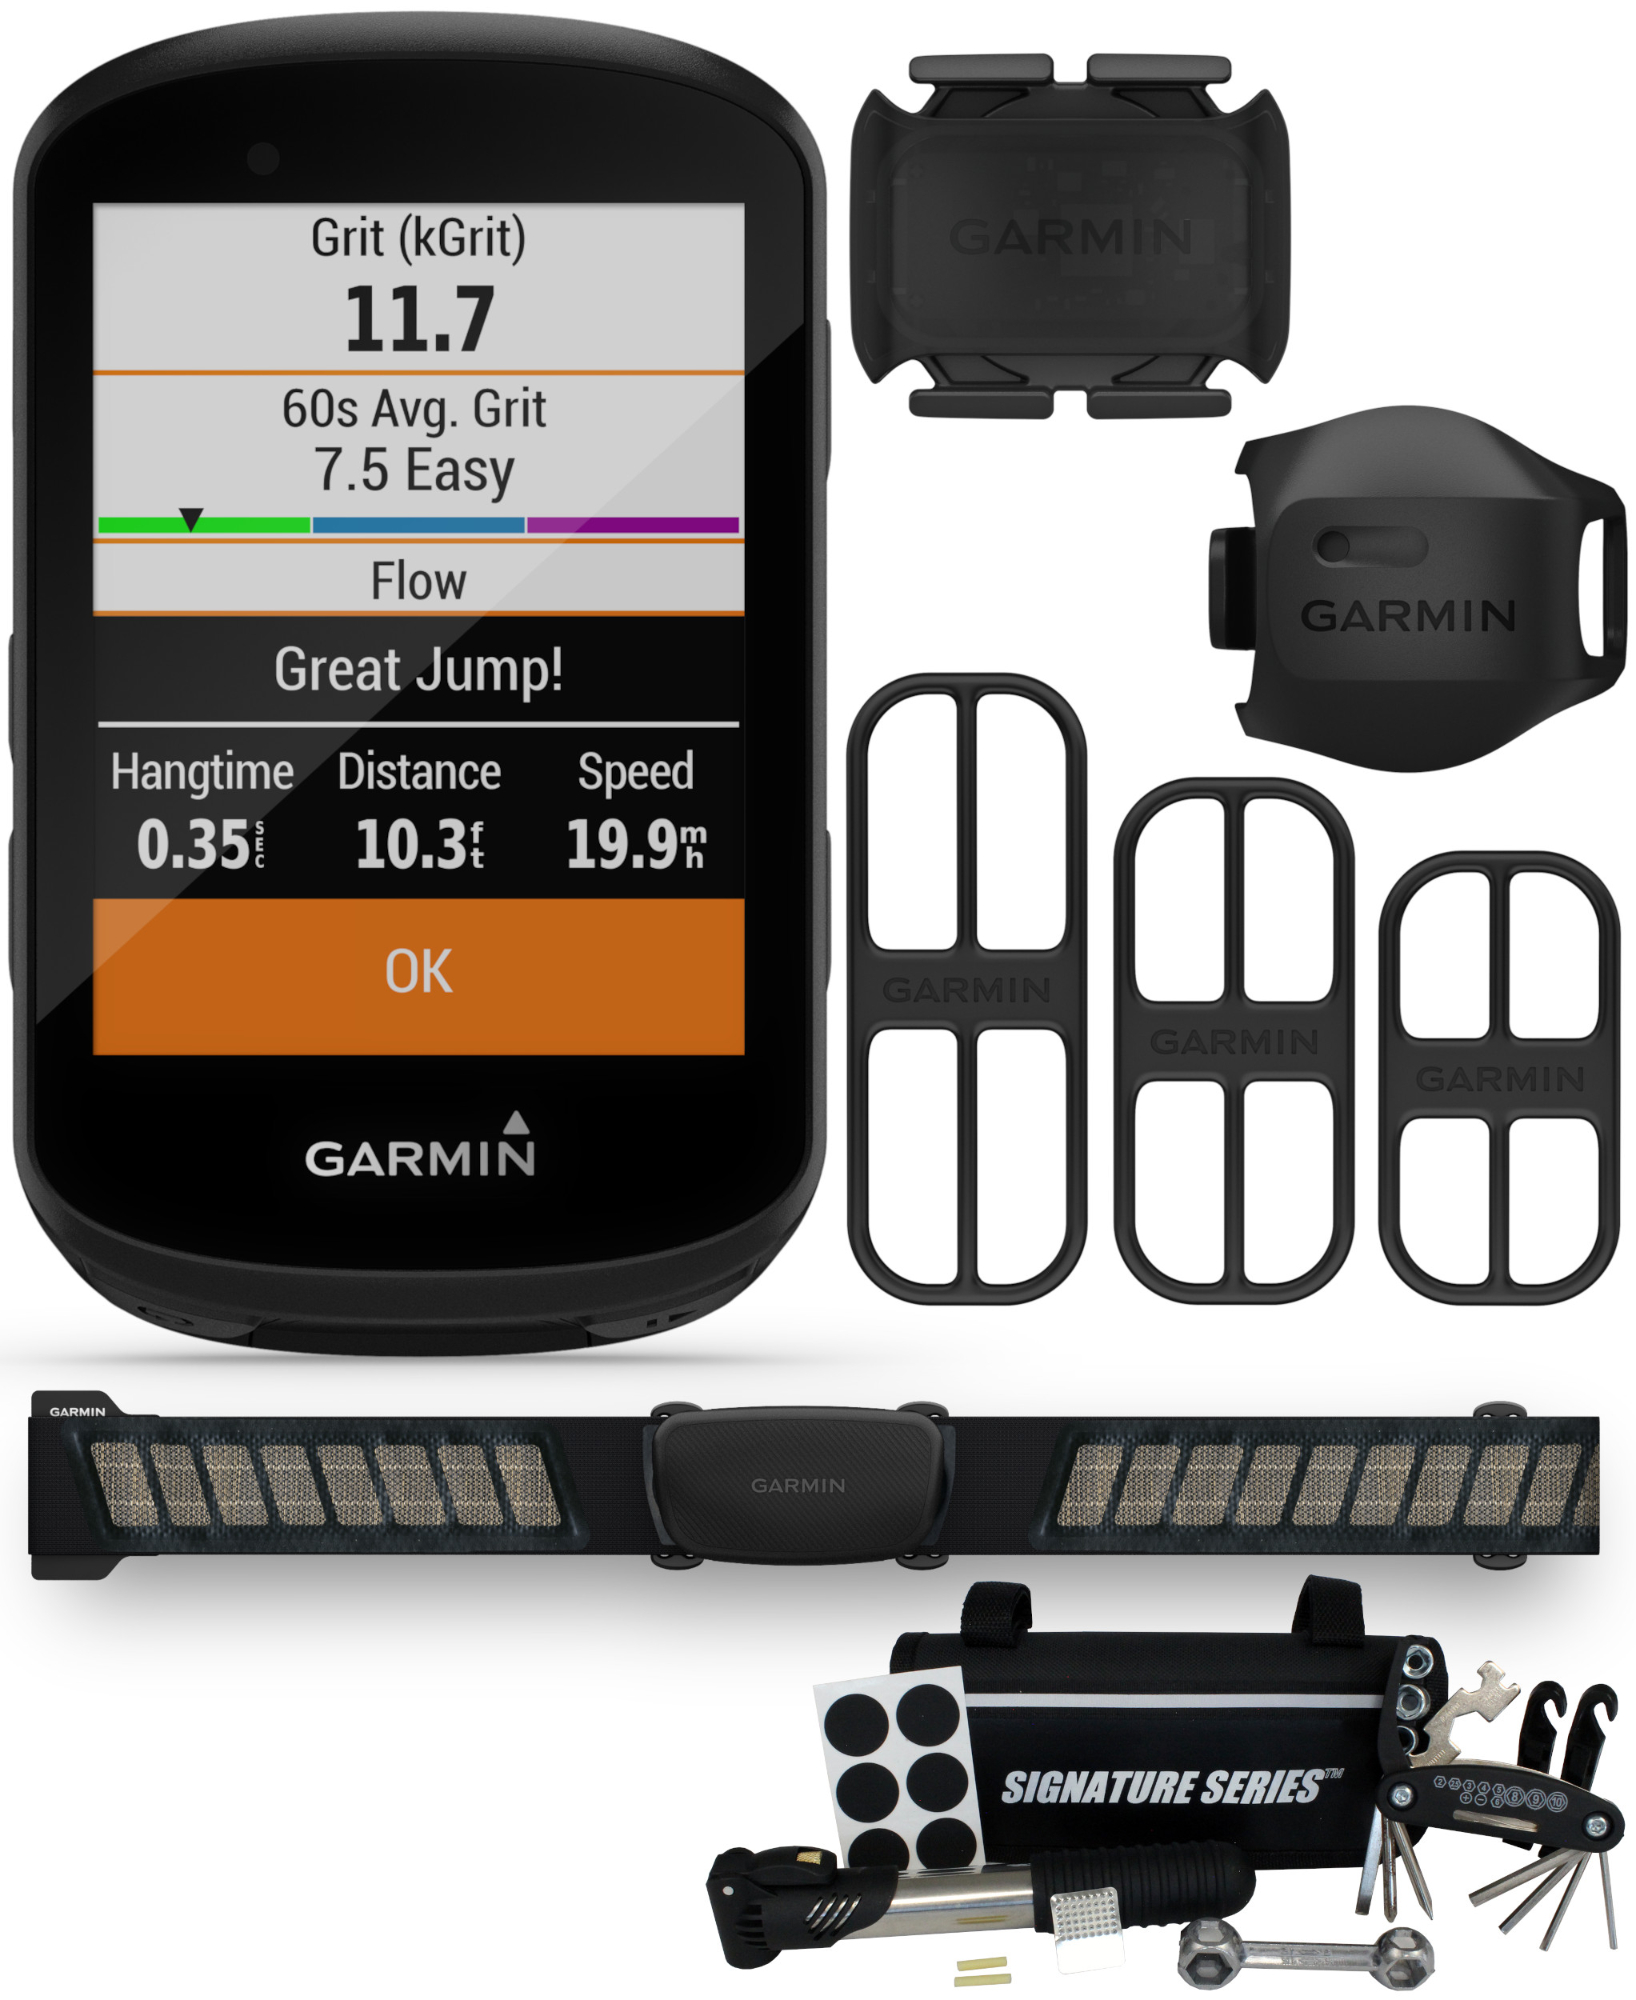 Grit (kGrit)
11.7
60s Avg. Grit
7.5 Easy
Flow
Great Jump!
Hangtime Distance Speed
0.35 SEC 10.3 ft 19.9 mh
OK
GARMIN
GARMIN
GARMIN
GARMIN
GARMIN
GARMIN
GARMIN
GARMIN
SIGNATURE SERIES™